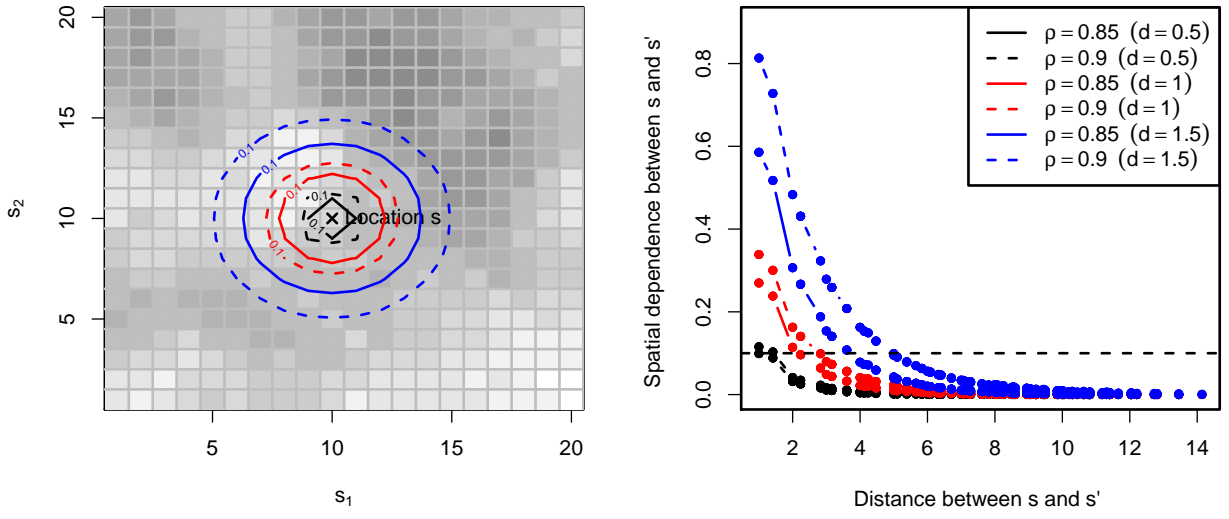 20
15
10
5
s2
0.1
0.1
0.1
0.1
0.1
0.1
Location s
5 10 15 20
s1
0.8
0.6
0.4
0.2
0.0
Spatial dependence between s and s'
ρ = 0.85 (d = 0.5)
ρ = 0.9 (d = 0.5)
ρ = 0.85 (d = 1)
ρ = 0.9 (d = 1)
ρ = 0.85 (d = 1.5)
ρ = 0.9 (d = 1.5)
2 4 6 8 10 12 14
Distance between s and s'